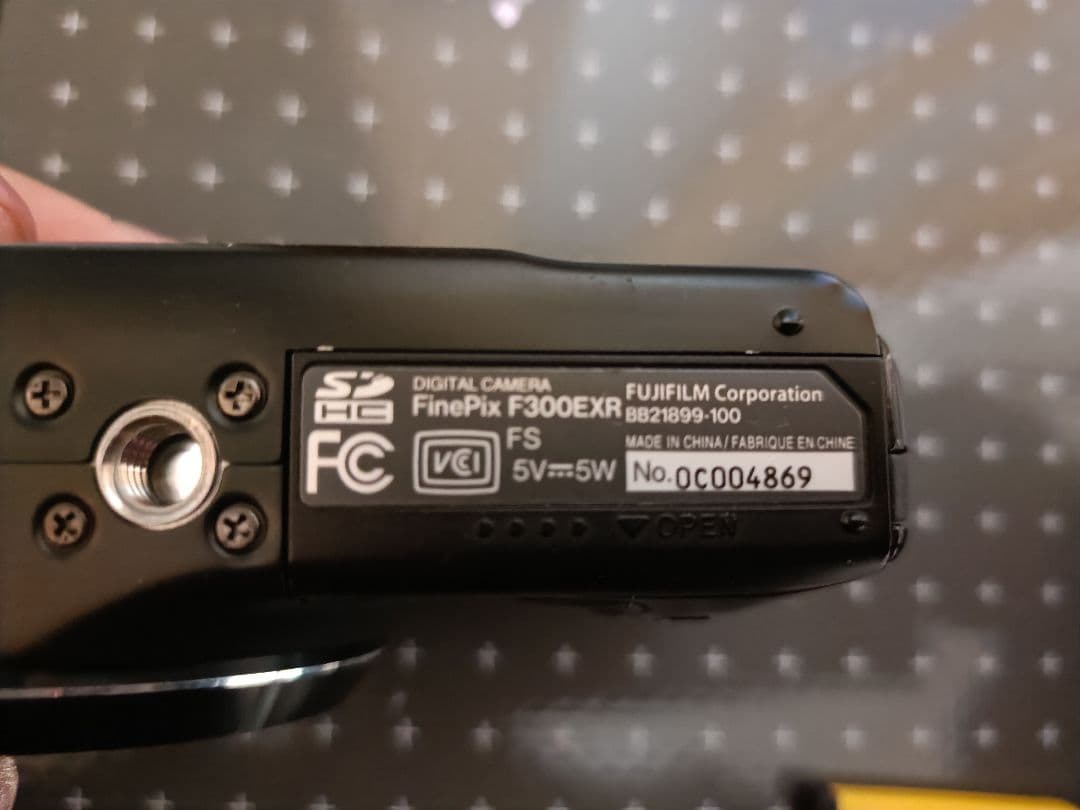 SD HC
DIGITAL CAMERA
FinePix F300EXR
FC
VCCI
FS
5V⎓5W
FUJIFILM Corporation
BB21899-100
MADE IN CHINA/FABRIQUE EN CHINE
No.0C004869
▼OPEN